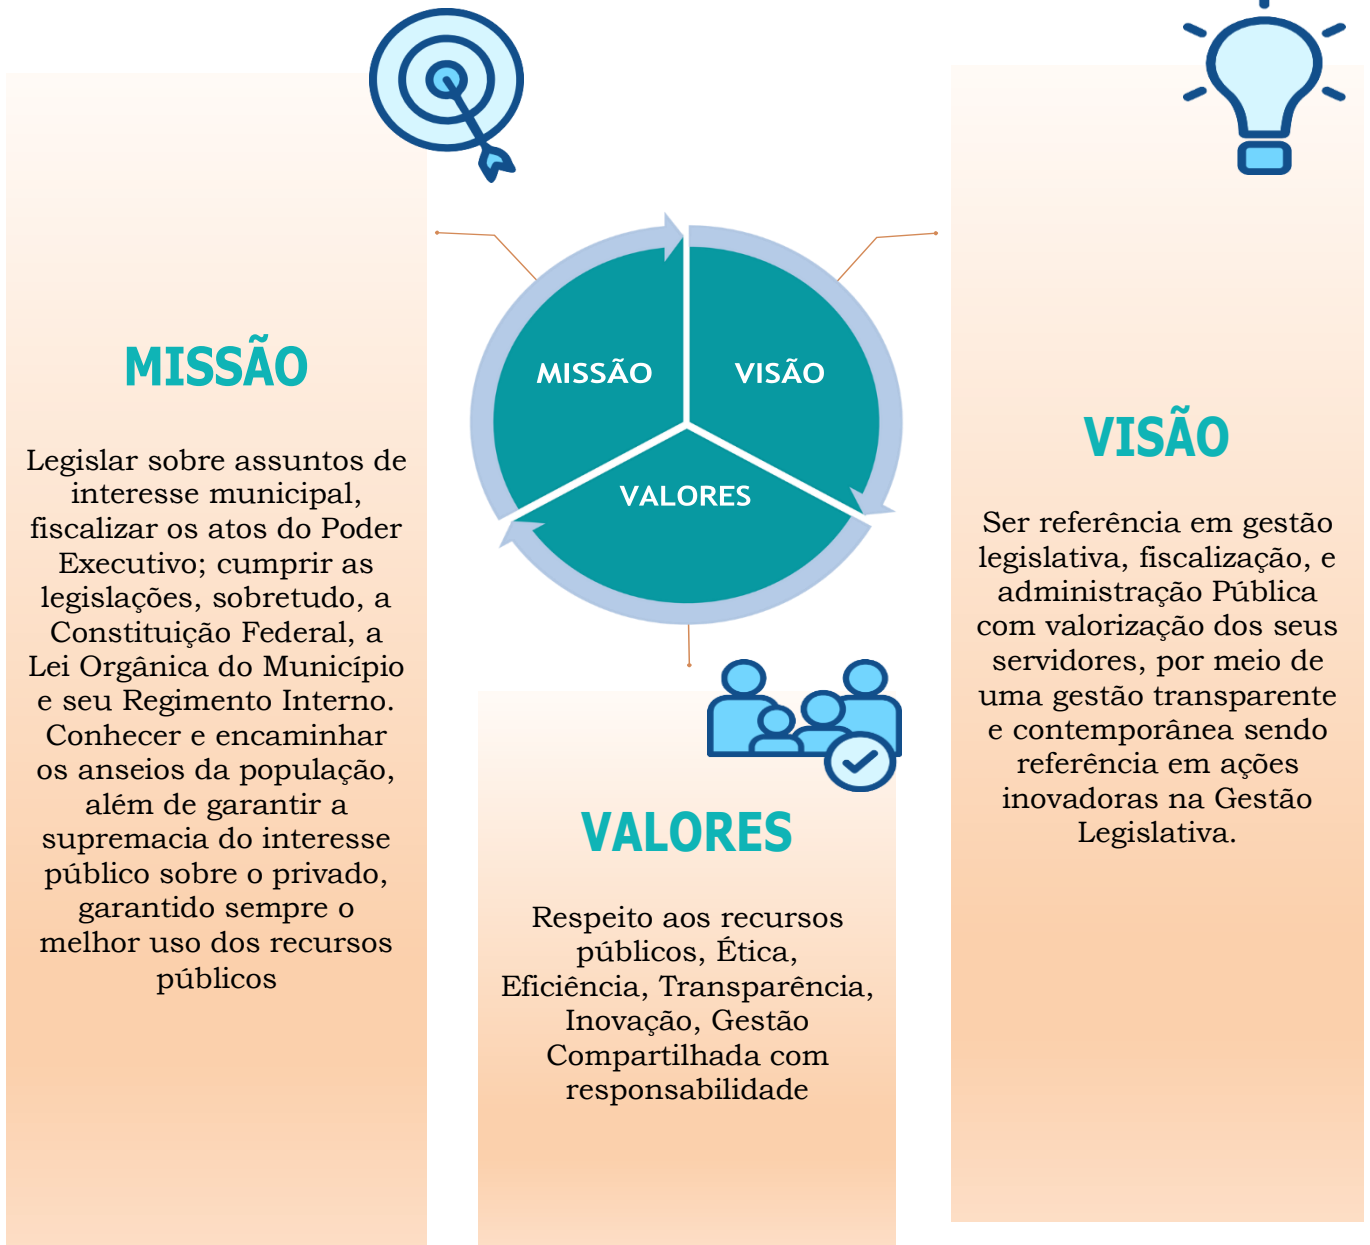 MISSÃO
Legislar sobre assuntos de
interesse municipal,
fiscalizar os atos do Poder
Executivo; cumprir as
legislações, sobretudo, a
Constituição Federal, a
Lei Orgânica do Município
e seu Regimento Interno.
Conhecer e encaminhar
os anseios da população,
além de garantir a
supremacia do interesse
público sobre o privado,
garantido sempre o
melhor uso dos recursos
públicos
MISSÃO
VISÃO
VALORES
VALORES
Respeito aos recursos
públicos, Ética,
Eficiência, Transparência,
Inovação, Gestão
Compartilhada com
responsabilidade
VISÃO
Ser referência em gestão
legislativa, fiscalização, e
administração Pública
com valorização dos seus
servidores, por meio de
uma gestão transparente
e contemporânea sendo
referência em ações
inovadoras na Gestão
Legislativa.